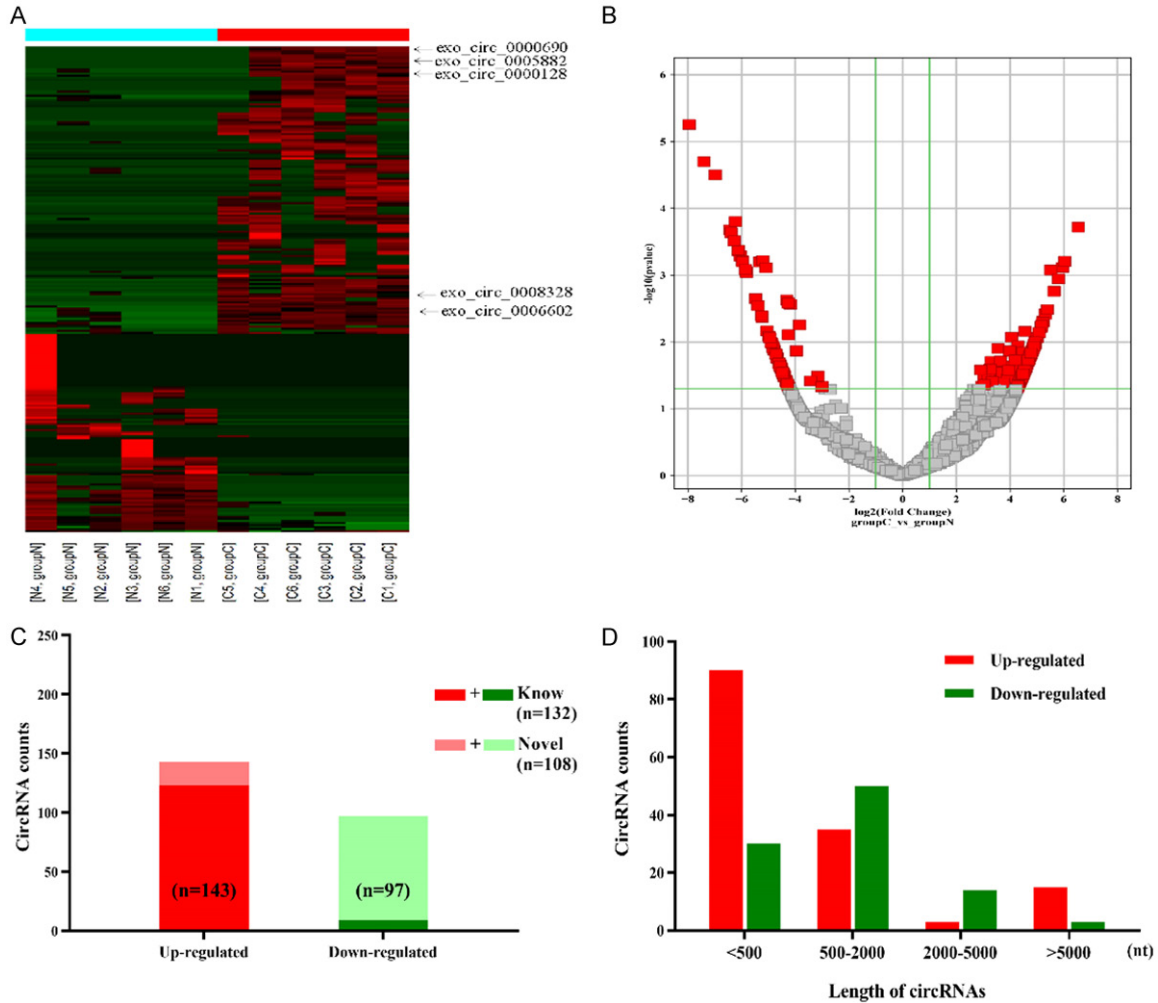 A
exo_circ_0000690
exo_circ_0005882
exo_circ_0000128
exo_circ_0008328
exo_circ_0006602
[N4, groupN]
[N5, groupN]
[N2, groupN]
[N3, groupN]
[N6, groupN]
[N1, groupN]
[C5, groupC]
[C4, groupC]
[C6, groupC]
[C3, groupC]
[C2, groupC]
[C1, groupC]
B
-log10(pvalue)
6
5
4
3
2
1
0
-8 -6 -4 -2 0 2 4 6 8
log2(Fold Change)
groupC_vs_groupN
C
CircRNA counts
250
200
150
100
50
0
+ Know
(n=132)
+ Novel
(n=108)
(n=143)
(n=97)
Up-regulated
Down-regulated
D
CircRNA counts
100
80
60
40
20
0
Up-regulated
Down-regulated
<500 500-2000 2000-5000 >5000 (nt)
Length of circRNAs